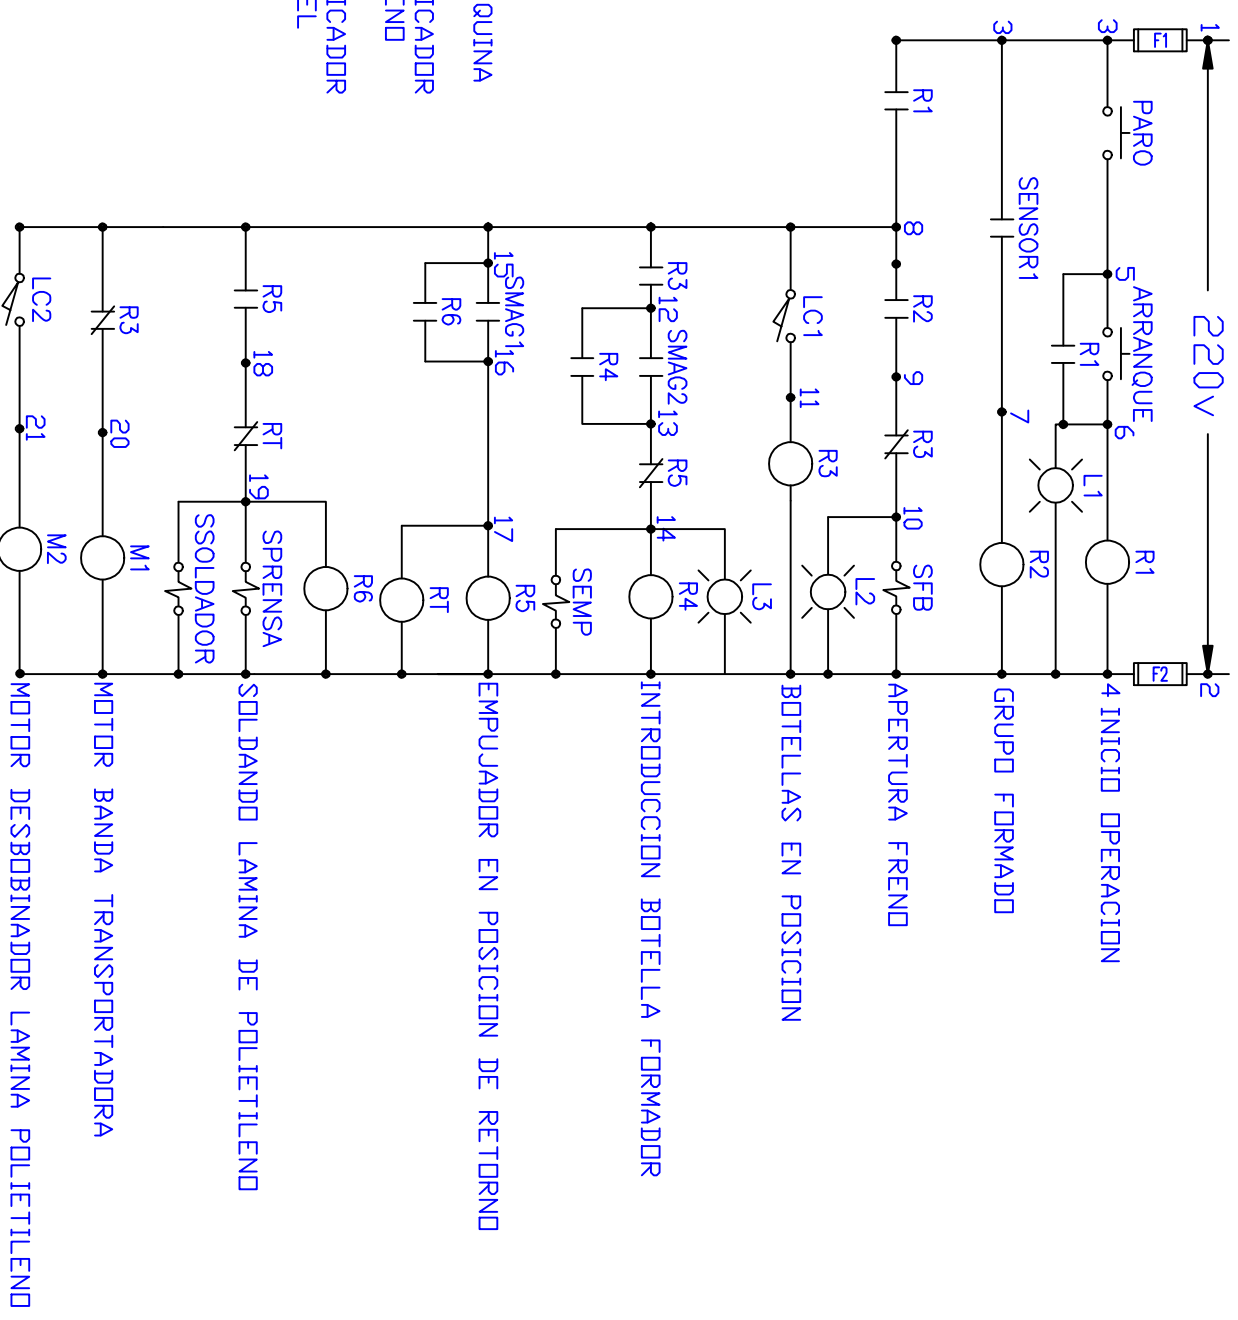 220v
1
2
F1
F2
3
PARO
5
ARRANQUE
6
R1
4 INICIO OPERACION
R1
L1
3
SENSOR1
7
R2
GRUPO FORMADO
R1
8
R2
9
R3
10
SFB
APERTURA FRENO
L2
LC1
11
R3
BOTELLAS EN POSICION
R3
12
SMAG2
13
R5
14
L3
R4
R4
SEMP
INTRODUCCION BOTELLA FORMADOR
15
SMAG1
16
R6
17
R5
RT
EMPUJADOR EN POSICION DE RETORNO
R5
18
RT
19
R6
SPRENSA
SSOLDADOR
SOLDANDO LAMINA DE POLIETILENO
R3
20
M1
MOTOR BANDA TRANSPORTADORA
LC2
21
M2
MOTOR DESBOBINADOR LAMINA POLIETILENO
QUINA
ICADOR
ENO
ICADOR
EL